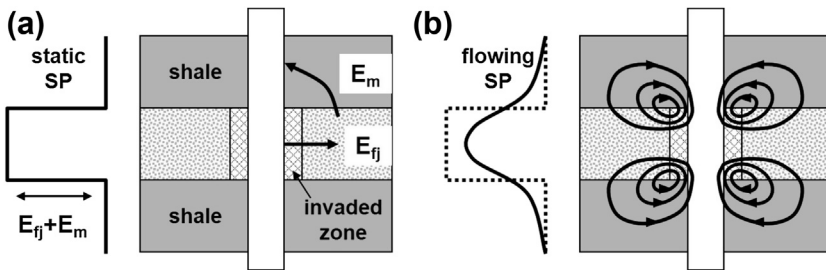 (a)
static
SP
E_fj+E_m
shale
E_m
E_fj
shale
invaded
zone
(b)
flowing
SP